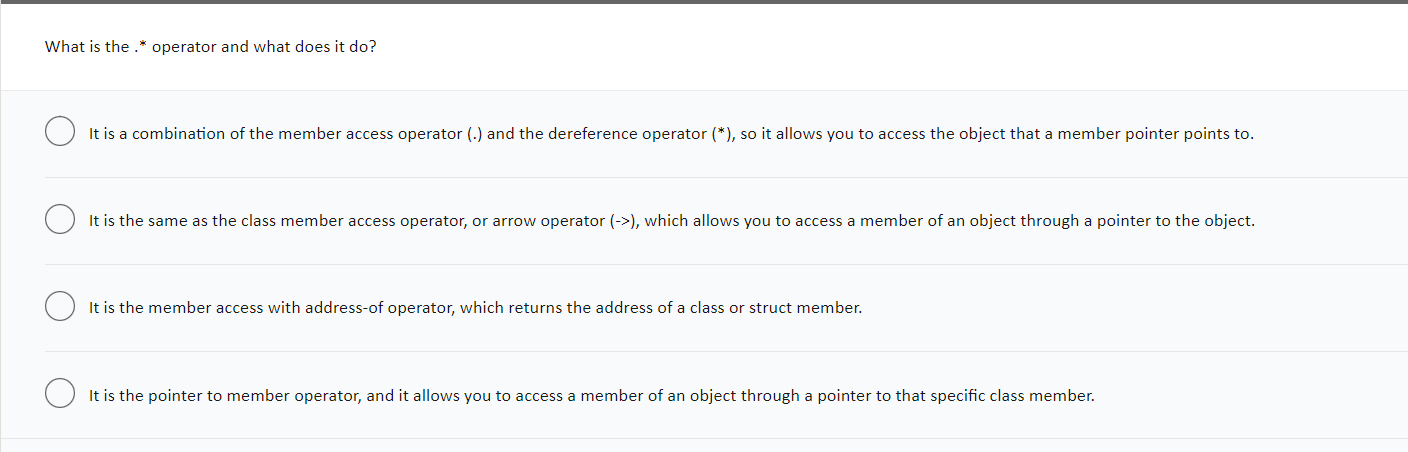 What is the .* operator and what does it do?
It is a combination of the member access operator (.) and the dereference operator (*), so it allows you to access the object that a member pointer points to.
It is the same as the class member access operator, or arrow operator (->), which allows you to access a member of an object through a pointer to the object.
It is the member access with address-of operator, which returns the address of a class or struct member.
It is the pointer to member operator, and it allows you to access a member of an object through a pointer to that specific class member.